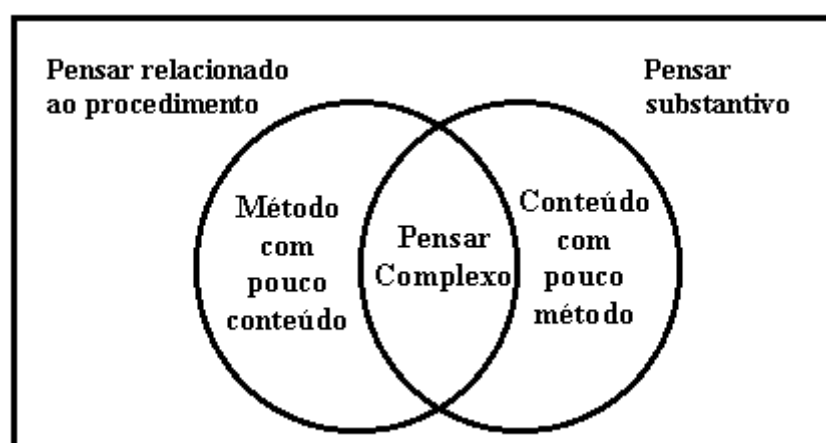 Pensar relacionado
ao procedimento
Pensar
substantivo
Método
com
pouco
conteúdo
Pensar
Complexo
Conteúdo
com
pouco
método